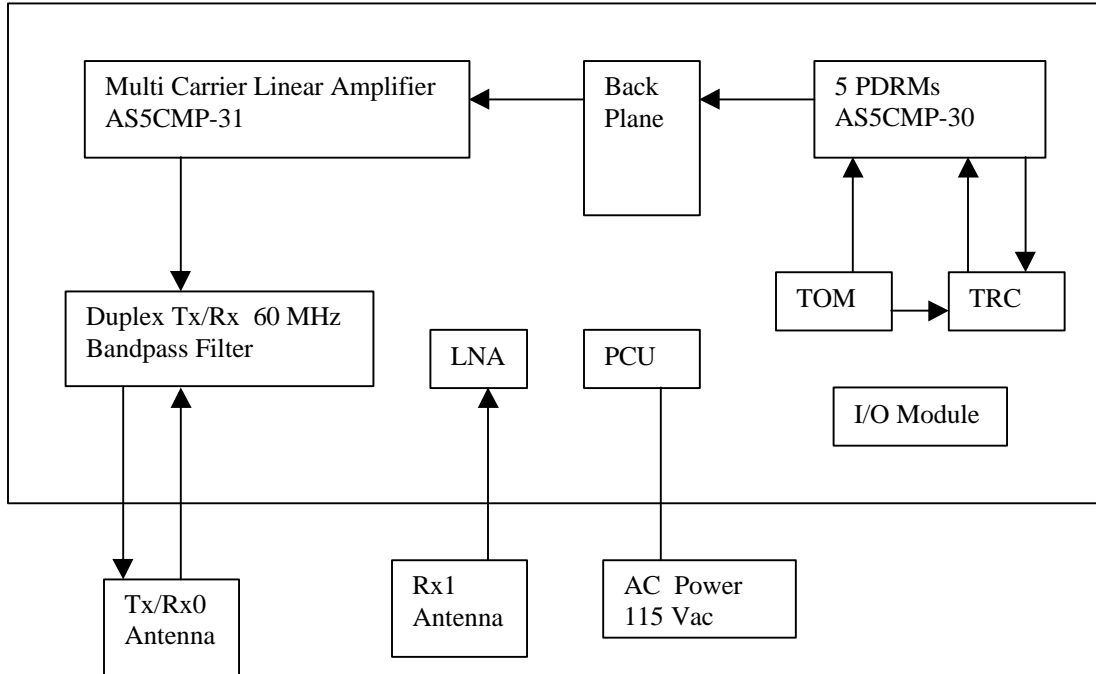 Multi Carrier Linear Amplifier
AS5CMP-31
Back
Plane
5 PDRMs
AS5CMP-30
TOM
TRC
Duplex Tx/Rx 60 MHz
Bandpass Filter
LNA
PCU
I/O Module
Tx/Rx0
Antenna
Rx1
Antenna
AC Power
115 Vac